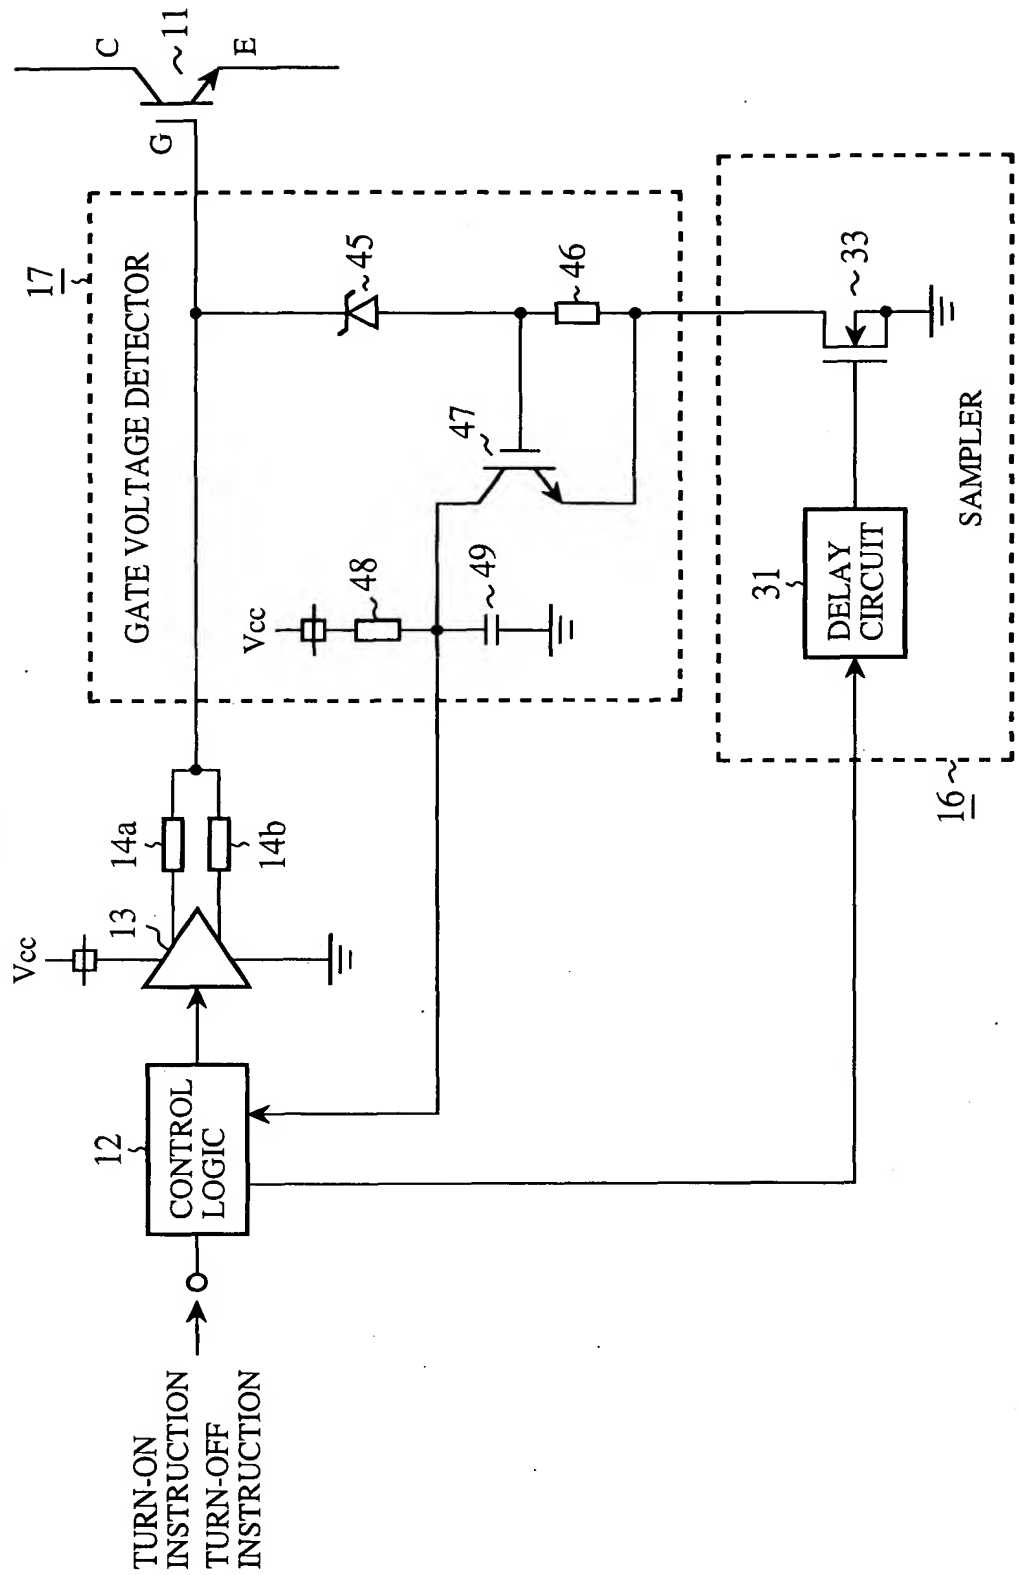 TURN-ON
INSTRUCTION
TURN-OFF
INSTRUCTION
12
CONTROL
LOGIC
Vcc
13
14a
14b
17
GATE VOLTAGE DETECTOR
Vcc
48
49
47
45
46
G
C
11
E
16
31
DELAY
CIRCUIT
33
SAMPLER